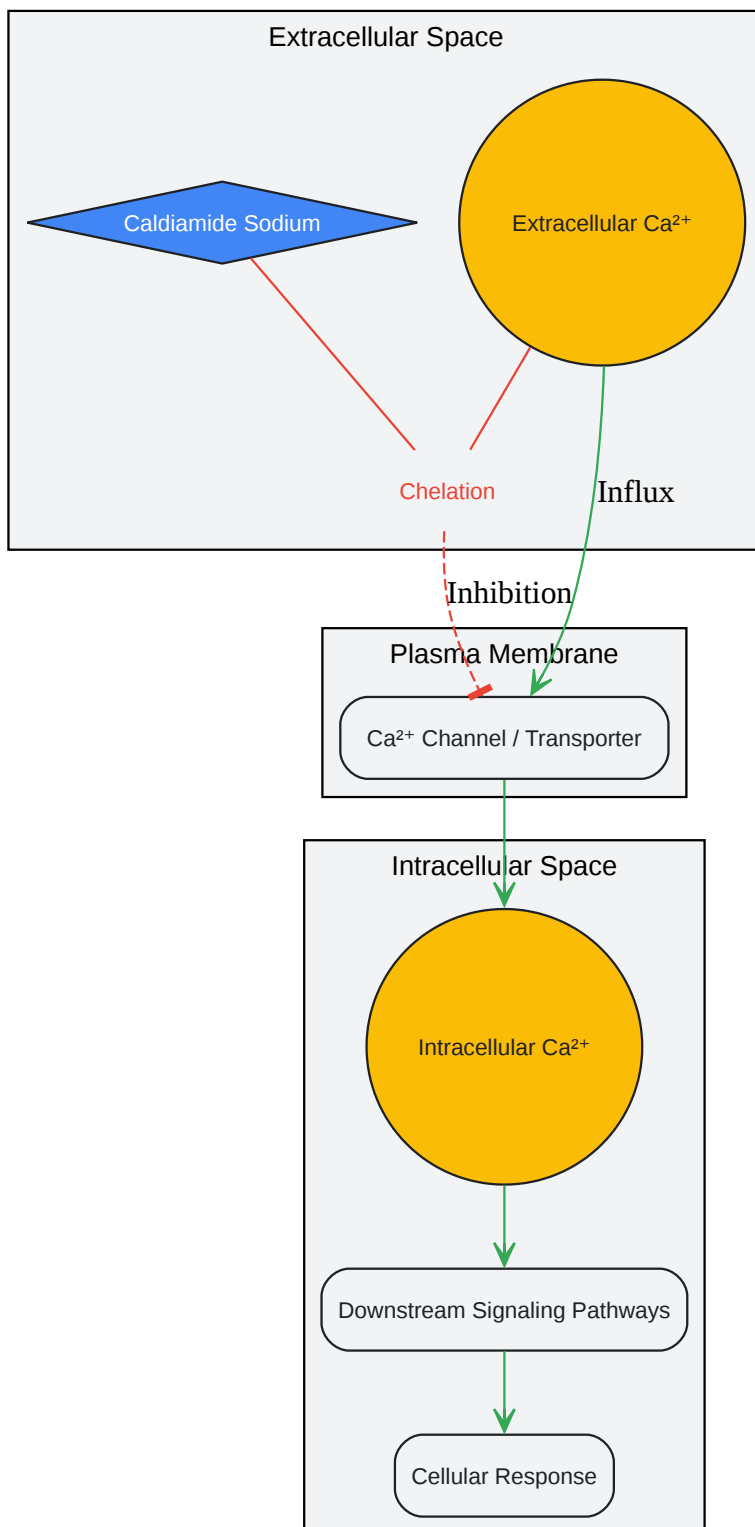 Extracellular Space
Caldiamide Sodium
Extracellular Ca²⁺
Chelation
Influx
Inhibition
Plasma Membrane
Ca²⁺ Channel / Transporter
Intracellular Space
Intracellular Ca²⁺
Downstream Signaling Pathways
Cellular Response